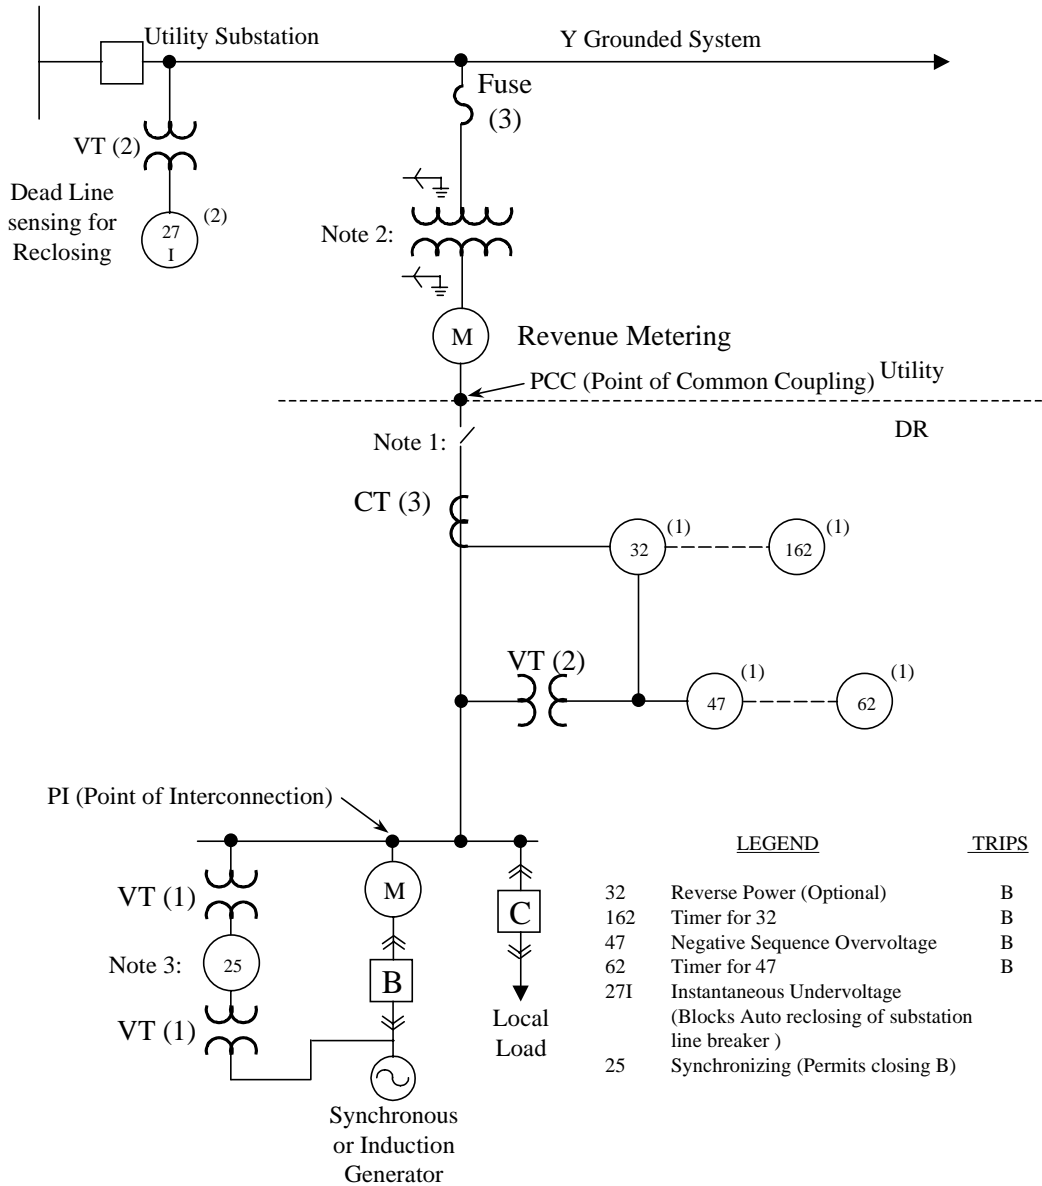 Utility Substation
Y Grounded System
Fuse
(3)
VT (2)
Dead Line
sensing for
Reclosing
27
I
(2)
Note 2:
M
Revenue Metering
PCC (Point of Common Coupling)
Utility
DR
Note 1:
CT (3)
32
(1)
162
(1)
VT (2)
47
(1)
62
(1)
PI (Point of Interconnection)
VT (1)
M
C
Note 3:
25
B
VT (1)
Local
Load
Synchronous
or Induction
Generator
LEGEND TRIPS
32 Reverse Power (Optional) B
162 Timer for 32 B
47 Negative Sequence Overvoltage B
62 Timer for 47 B
27I Instantaneous Undervoltage
(Blocks Auto reclosing of substation
line breaker )
25 Synchronizing (Permits closing B)